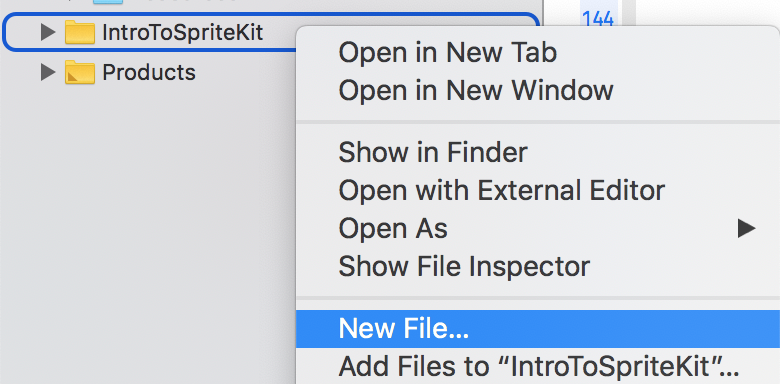 144
IntroToSpriteKit
Products
Open in New Tab
Open in New Window
Show in Finder
Open with External Editor
Open As
Show File Inspector
New File...
Add Files to “IntroToSpriteKit”...